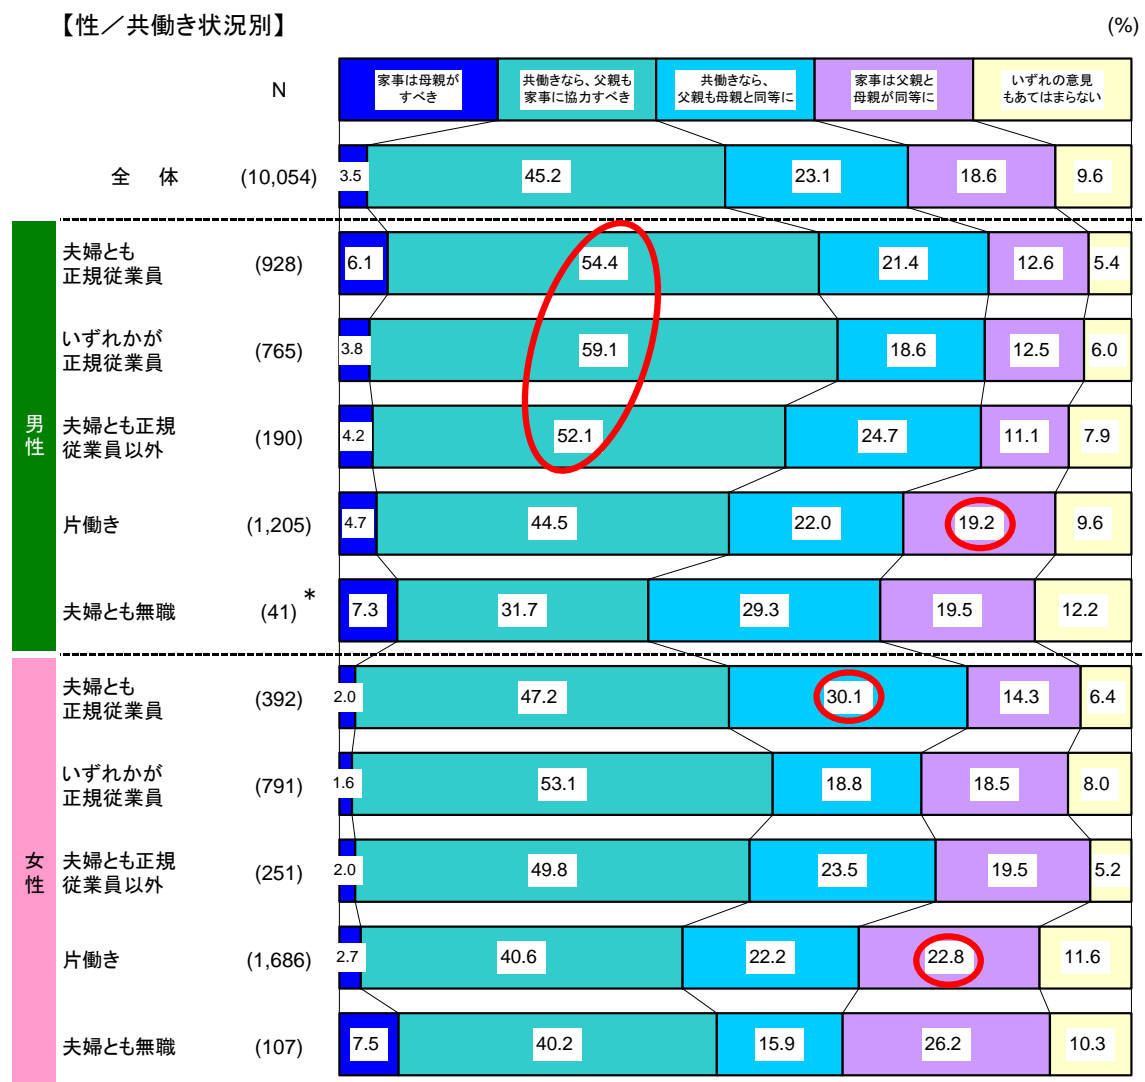 【性／共働き状況別】
(%)
N
家事は母親が
すべき
共働きなら、父親も
家事に協力すべき
共働きなら、
父親も母親と同等に
家事は父親と
母親が同等に
いずれの意見
もあてはまらない
全　体 (10,054) 3.5 45.2 23.1 18.6 9.6
男性
夫婦とも
正規従業員
(928) 6.1 54.4 21.4 12.6 5.4
いずれかが
正規従業員
(765) 3.8 59.1 18.6 12.5 6.0
夫婦とも正規
従業員以外
(190) 4.2 52.1 24.7 11.1 7.9
片働き (1,205) 4.7 44.5 22.0 19.2 9.6
夫婦とも無職 (41) * 7.3 31.7 29.3 19.5 12.2
女性
夫婦とも
正規従業員
(392) 2.0 47.2 30.1 14.3 6.4
いずれかが
正規従業員
(791) 1.6 53.1 18.8 18.5 8.0
夫婦とも正規
従業員以外
(251) 2.0 49.8 23.5 19.5 5.2
片働き (1,686) 2.7 40.6 22.2 22.8 11.6
夫婦とも無職 (107) 7.5 40.2 15.9 26.2 10.3